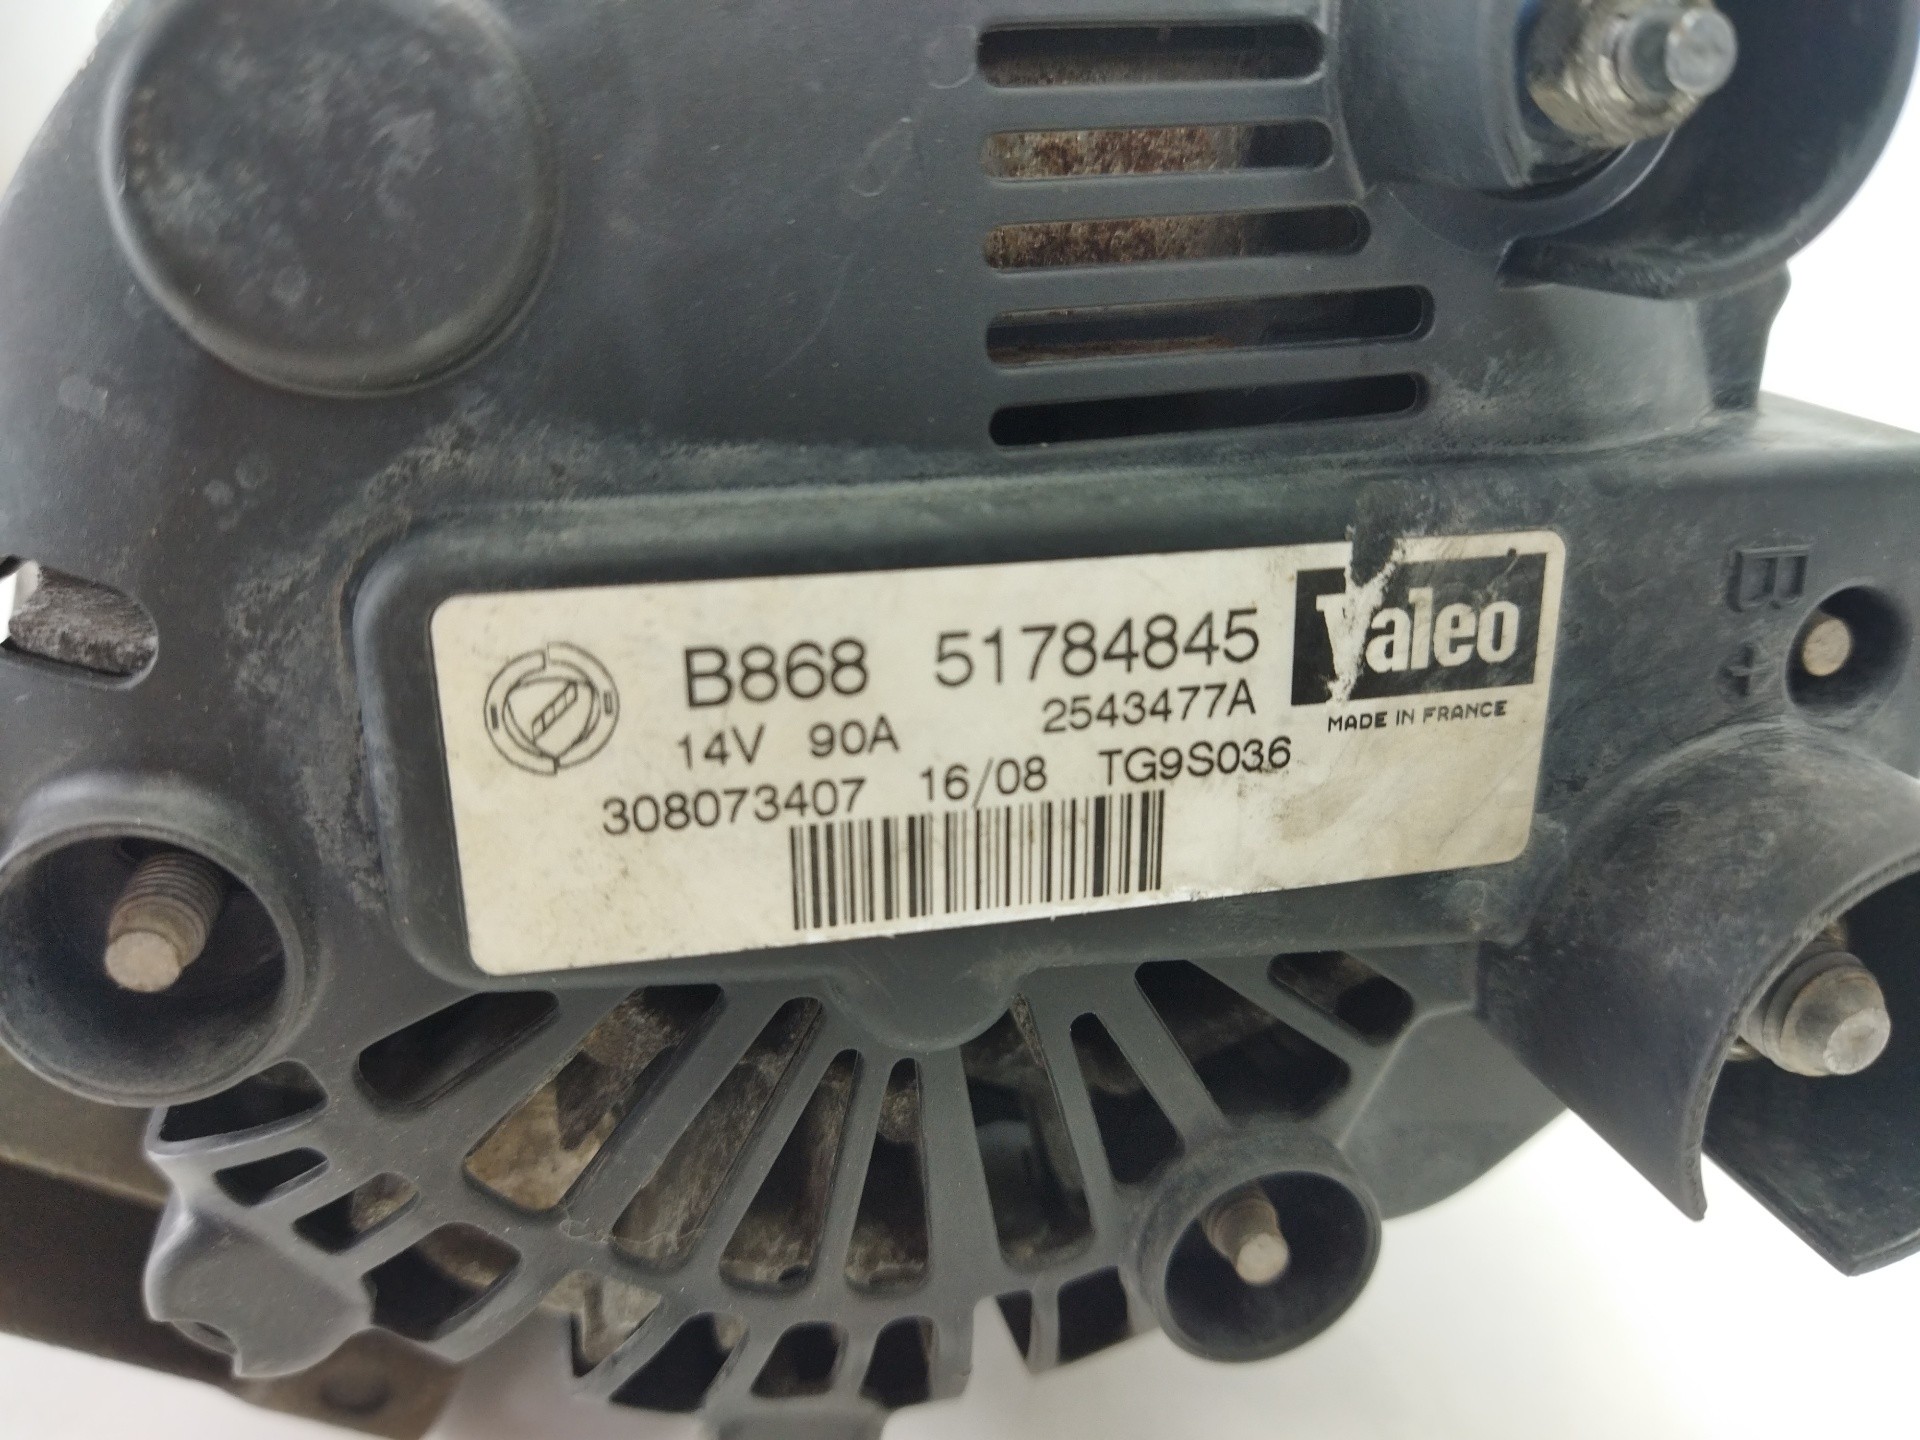 B868 51784845 Valeo
14V 90A 2543477A MADE IN FRANCE
308073407 16/08 TG9S036
B+